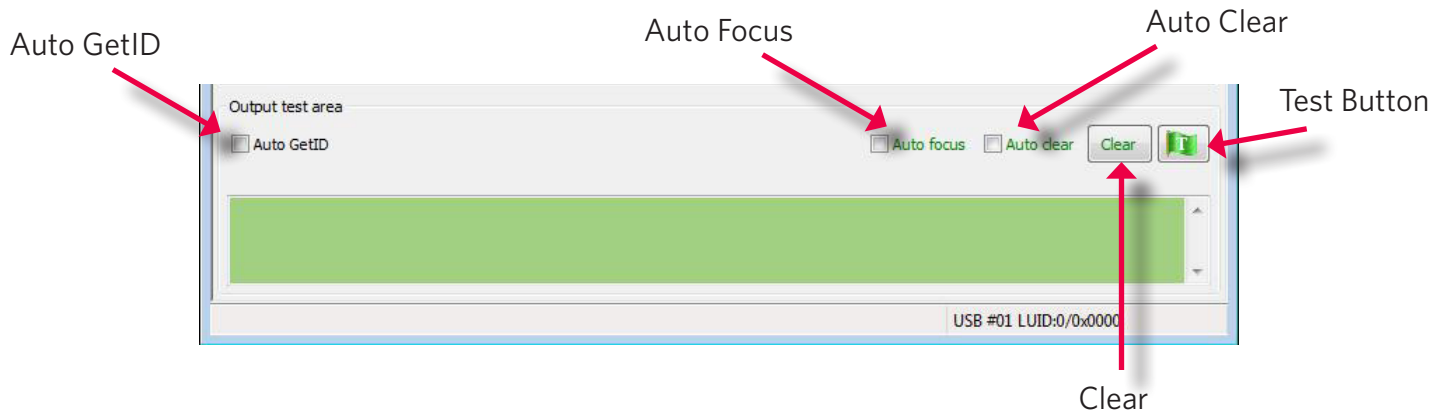 Auto GetID
Auto Focus
Auto Clear
Test Button
Output test area
Auto GetID
Auto focus
Auto clear
Clear
T
USB #01 LUID:0/0x0000
Clear